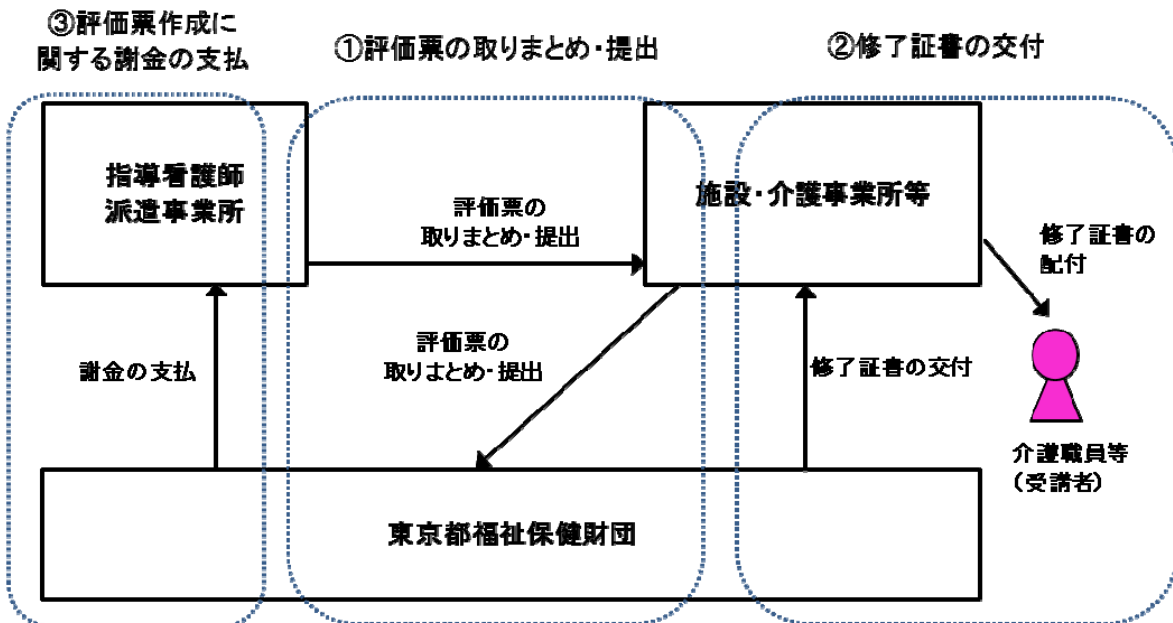 ③評価票作成に
関する謝金の支払
①評価票の取りまとめ・提出
②修了証書の交付
指導看護師
派遣事業所
施設・介護事業所等
評価票の
取りまとめ・提出
修了証書の
配付
評価票の
取りまとめ・提出
謝金の支払
修了証書の交付
介護職員等
(受講者)
東京都福祉保健財団